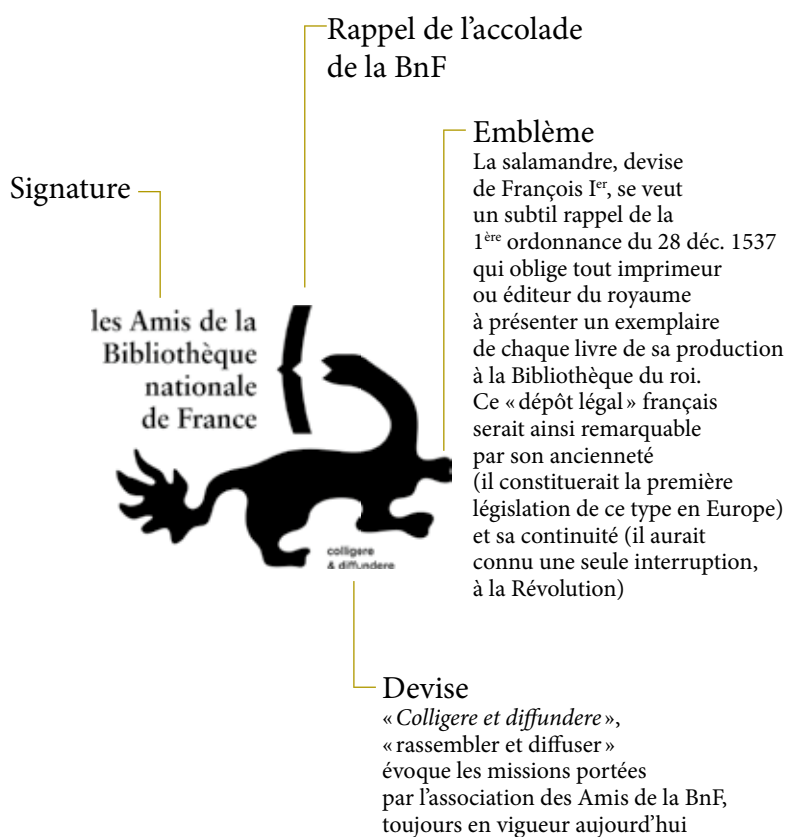 Rappel de l'accolade
de la BnF
Emblème
La salamandre, devise
de François Iᵉʳ, se veut
un subtil rappel de la
1ᵉ̀ʳᵉ ordonnance du 28 déc. 1537
qui oblige tout imprimeur
ou éditeur du royaume
à présenter un exemplaire
de chaque livre de sa production
à la Bibliothèque du roi.
Ce « dépôt légal » français
serait ainsi remarquable
par son ancienneté
(il constituerait la première
législation de ce type en Europe)
et sa continuité (il aurait
connu une seule interruption,
à la Révolution)
Signature
les Amis de la
Bibliothèque
nationale
de France
colligere
& diffundere
Devise
« Colligere et diffundere »,
« rassembler et diffuser »
évoque les missions portées
par l'association des Amis de la BnF,
toujours en vigueur aujourd'hui